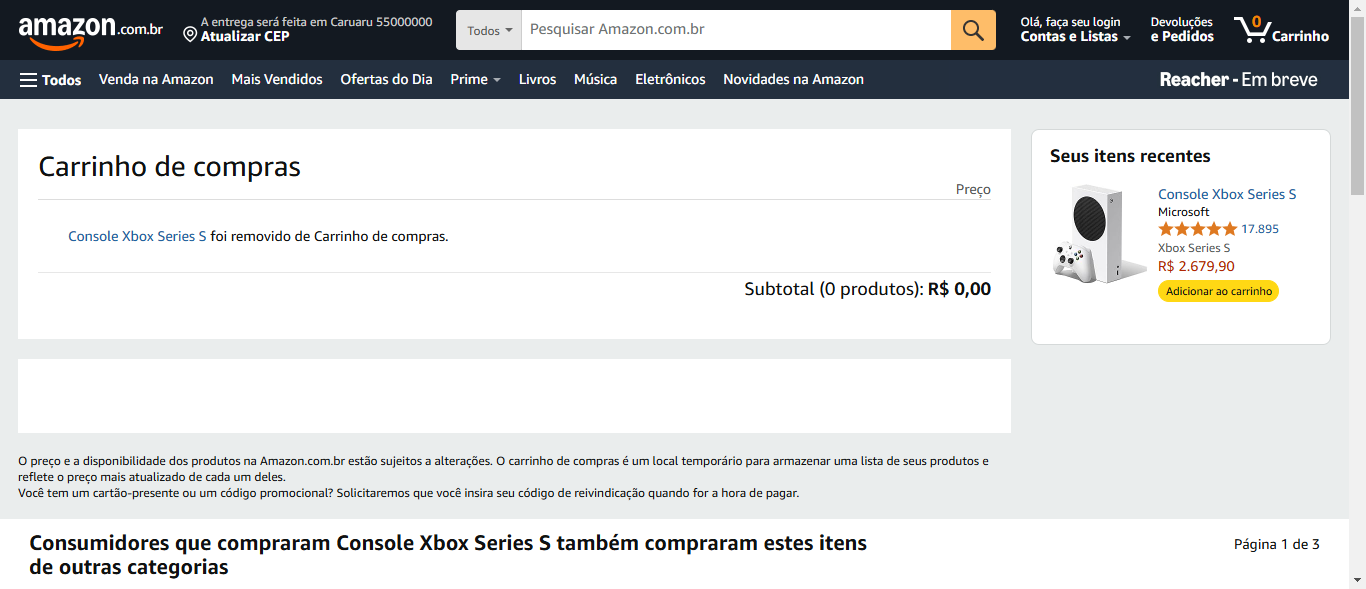 amazon.com.br
A entrega será feita em Caruaru 55000000
Atualizar CEP
Todos
Pesquisar Amazon.com.br
Olá, faça seu login
Contas e Listas
Devoluções
e Pedidos
0
Carrinho
Todos
Venda na Amazon
Mais Vendidos
Ofertas do Dia
Prime
Livros
Música
Eletrônicos
Novidades na Amazon
Reacher - Em breve
Carrinho de compras
Preço
Console Xbox Series S foi removido de Carrinho de compras.
Subtotal (0 produtos): R$ 0,00
Seus itens recentes
Console Xbox Series S
Microsoft
17.895
Xbox Series S
R$ 2.679,90
Adicionar ao carrinho
O preço e a disponibilidade dos produtos na Amazon.com.br estão sujeitos a alterações. O carrinho de compras é um local temporário para armazenar uma lista de seus produtos e
reflete o preço mais atualizado de cada um deles.
Você tem um cartão-presente ou um código promocional? Solicitaremos que você insira seu código de reivindicação quando for a hora de pagar.
Consumidores que compraram Console Xbox Series S também compraram estes itens
de outras categorias
Página 1 de 3